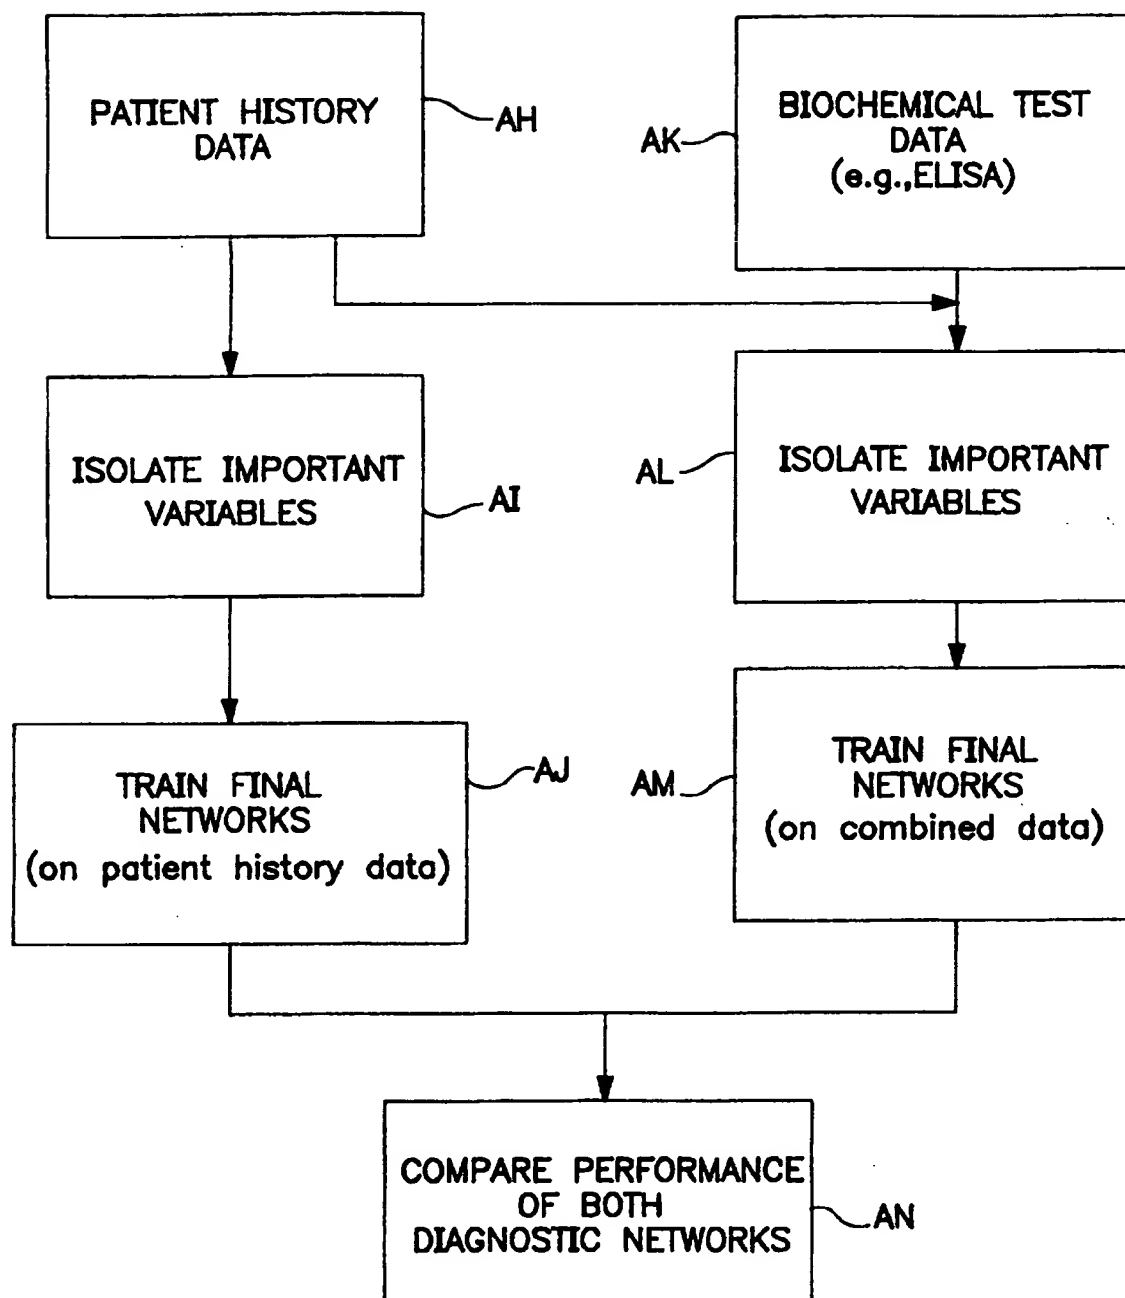 PATIENT HISTORY
DATA
AH
BIOCHEMICAL TEST
DATA
(e.g.,ELISA)
AK
ISOLATE IMPORTANT
VARIABLES
AI
ISOLATE IMPORTANT
VARIABLES
AL
TRAIN FINAL
NETWORKS
(on patient history data)
AJ
TRAIN FINAL
NETWORKS
(on combined data)
AM
COMPARE PERFORMANCE
OF BOTH
DIAGNOSTIC NETWORKS
AN